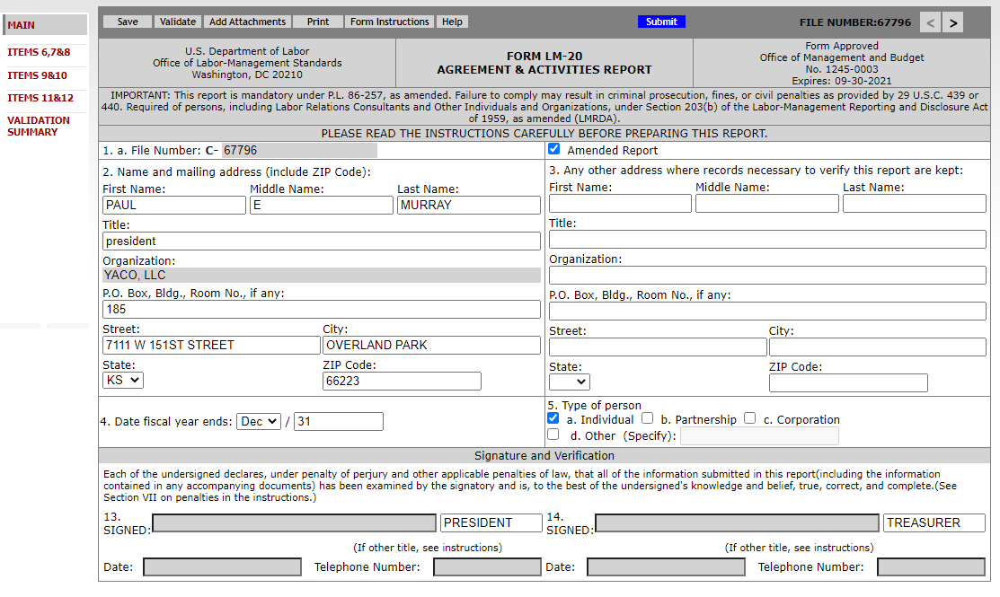 MAIN
ITEMS 6,7&8
ITEMS 9&10
ITEMS 11&12
VALIDATION
SUMMARY
Save Validate Add Attachments Print Form Instructions Help Submit FILE NUMBER:67796 < >
U.S. Department of Labor
Office of Labor-Management Standards
Washington, DC 20210
FORM LM-20
AGREEMENT & ACTIVITIES REPORT
Form Approved
Office of Management and Budget
No. 1245-0003
Expires: 09-30-2021
IMPORTANT: This report is mandatory under P.L. 86-257, as amended. Failure to comply may result in criminal prosecution, fines, or civil penalties as provided by 29 U.S.C. 439 or
440. Required of persons, including Labor Relations Consultants and Other Individuals and Organizations, under Section 203(b) of the Labor-Management Reporting and Disclosure Act
of 1959, as amended (LMRDA).
PLEASE READ THE INSTRUCTIONS CAREFULLY BEFORE PREPARING THIS REPORT.
1. a. File Number: C- 67796
Amended Report
2. Name and mailing address (include ZIP Code):
First Name: Middle Name: Last Name:
PAUL E MURRAY
Title:
president
Organization:
YACO, LLC
P.O. Box, Bldg., Room No., if any:
185
Street: City:
7111 W 151ST STREET OVERLAND PARK
State: ZIP Code:
KS 66223
3. Any other address where records necessary to verify this report are kept:
First Name: Middle Name: Last Name:
Title:
Organization:
P.O. Box, Bldg., Room No., if any:
Street: City:
State: ZIP Code:
4. Date fiscal year ends: Dec / 31
5. Type of person
a. Individual b. Partnership c. Corporation
d. Other (Specify):
Signature and Verification
Each of the undersigned declares, under penalty of perjury and other applicable penalties of law, that all of the information submitted in this report(including the information
contained in any accompanying documents) has been examined by the signatory and is, to the best of the undersigned's knowledge and belief, true, correct, and complete.(See
Section VII on penalties in the instructions.)
13.
SIGNED: PRESIDENT
(If other title, see instructions)
Date: Telephone Number:
14.
SIGNED: TREASURER
(If other title, see instructions)
Date: Telephone Number: